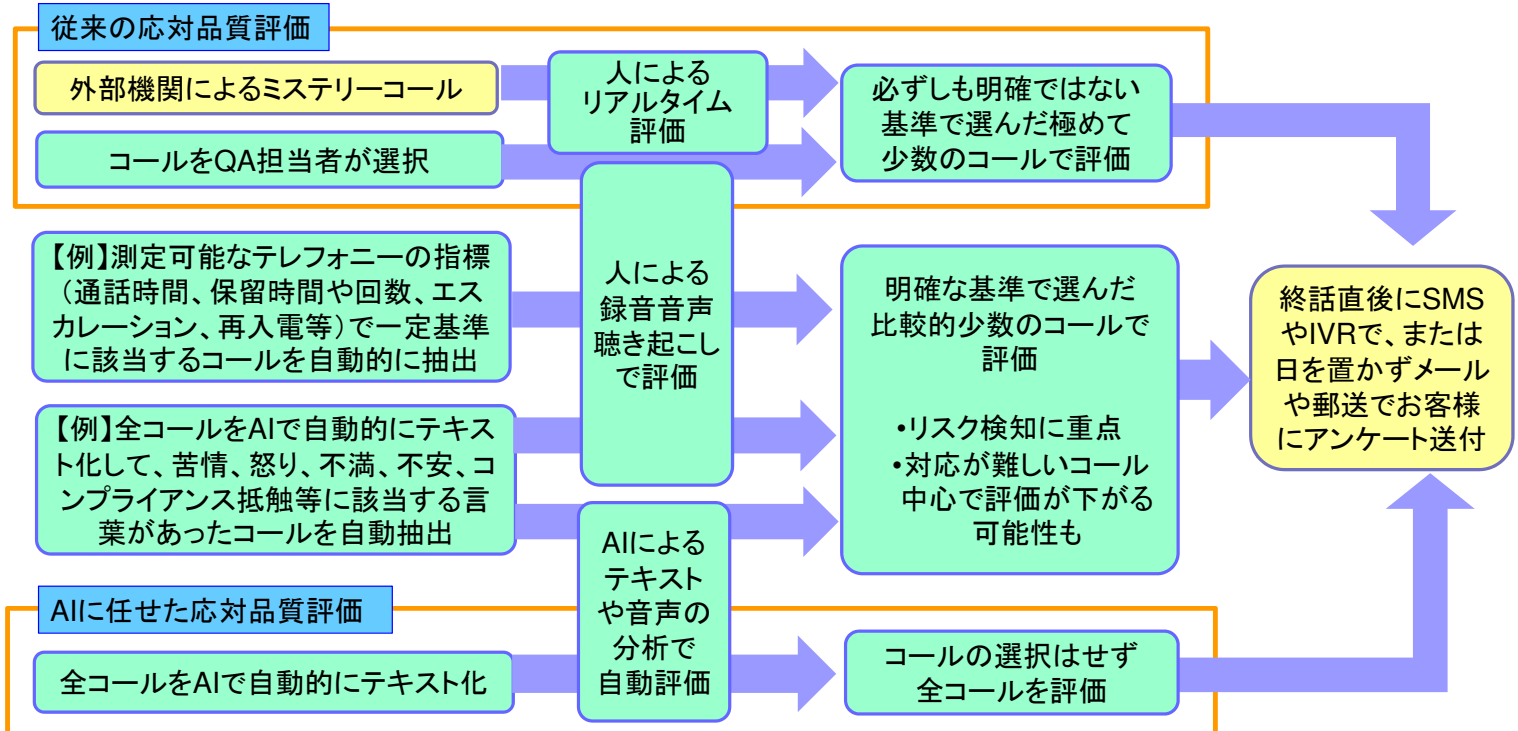 従来の応対品質評価
外部機関によるミステリーコール
コールをQA担当者が選択
人による
リアルタイム
評価
必ずしも明確ではない
基準で選んだ極めて
少数のコールで評価
【例】測定可能なテレフォニーの指標
(通話時間、保留時間や回数、エス
カレーション、再入電等)で一定基準
に該当するコールを自動的に抽出
【例】全コールをAIで自動的にテキス
ト化して、苦情、怒り、不満、不安、コ
ンプライアンス抵触等に該当する言
葉があったコールを自動抽出
人による
録音音声
聴き起こし
で評価
明確な基準で選んだ
比較的少数のコールで
評価
•リスク検知に重点
•対応が難しいコール
中心で評価が下がる
可能性も
終話直後にSMS
やIVRで、または
日を置かずメール
や郵送でお客様
にアンケート送付
AIに任せた応対品質評価
全コールをAIで自動的にテキスト化
AIによる
テキスト
や音声の
分析で
自動評価
コールの選択はせず
全コールを評価